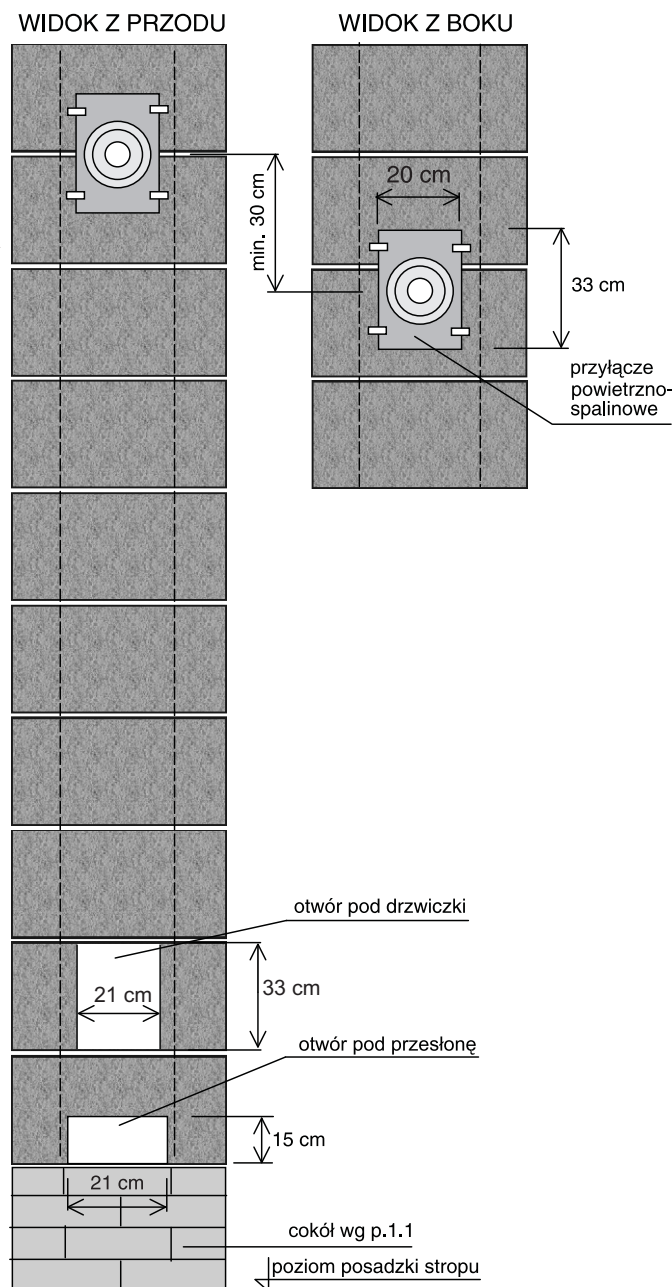 WIDOK Z PRZODU
WIDOK Z BOKU
min. 30 cm
20 cm
33 cm
przyłącze
powietrzno-
spalinowe
otwór pod drzwiczki
21 cm
33 cm
otwór pod przesłonę
15 cm
21 cm
cokół wg p.1.1
poziom posadzki stropu